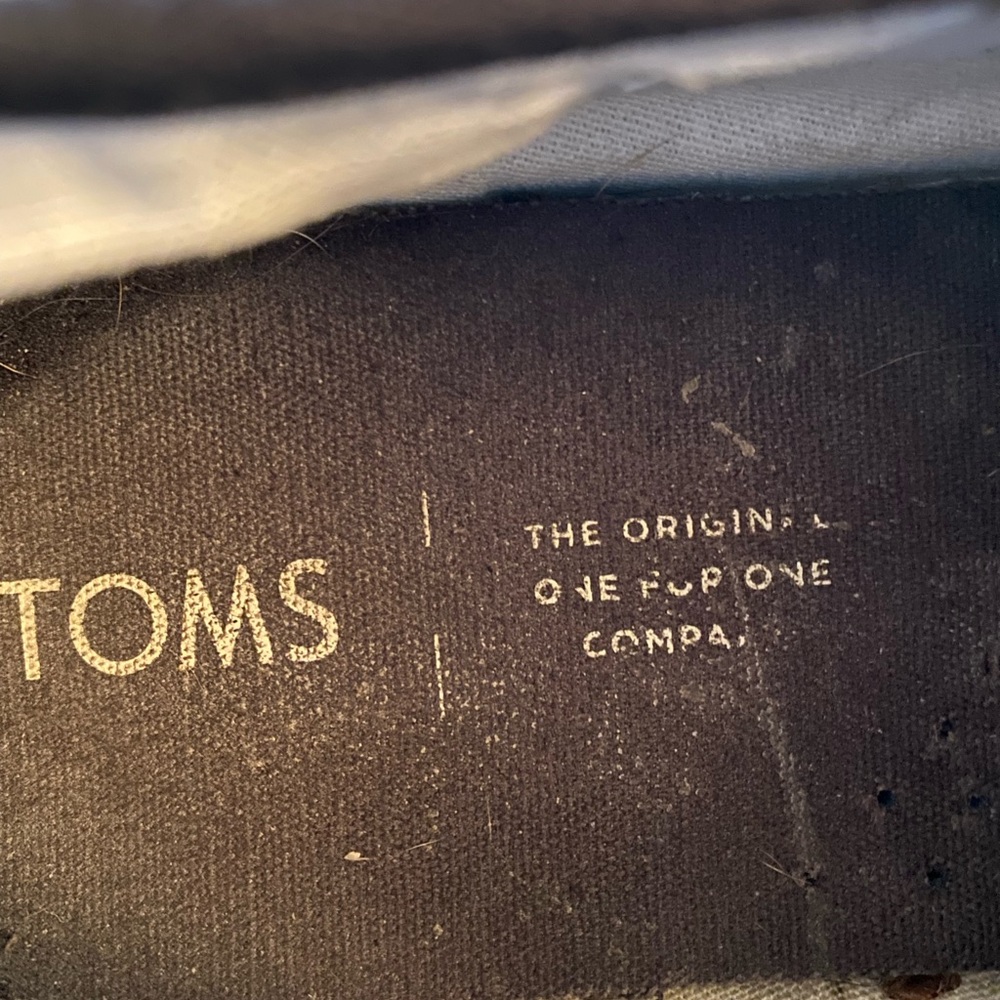 TOMS
THE ORIGINAL
ONE FOR ONE
COMPANY